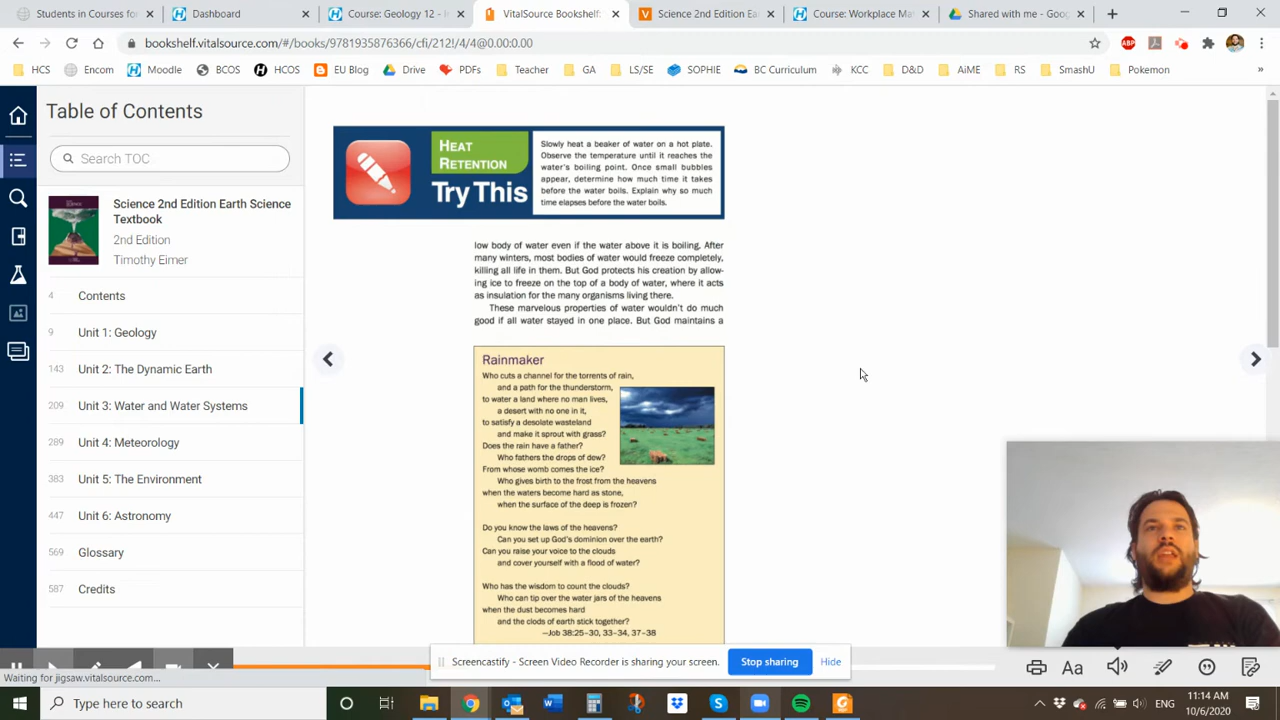 Students in Courses for
Dashboard
Course: Geology 12 -
VitalSource Bookshelf:
Science 2nd Edition Ea
Course: Workplace Ma
Shared with me - Goo
bookshelf.vitalsource.com/#/books/9781935876366/cfi/212!/4/4@0.00:0.00
HCS
Encom
Moodle
BCOS
HCOS
EU Blog
Drive
PDFs
Teacher
GA
LS/SE
SOPHIE
BC Curriculum
KCC
D&D
AiME
RS
SmashU
Pokemon
Table of Contents
Search TOC
Science 2nd Edition Earth Science
Textbook
2nd Edition
Timothy Eimer
4 Contents
9 Unit 1: Geology
143 Unit 2: The Dynamic Earth
209 Unit 3: Water and Water Systems
289 Unit 4: Meteorology
383 Unit 5: The Environment
447 Unit 6: Astronomy
569 Glossary
587 Credits
HEAT
RETENTION
Try This
Slowly heat a beaker of water on a hot plate.
Observe the temperature until it reaches the
water's boiling point. Once small bubbles
appear, determine how much time it takes
before the water boils. Explain why so much
time elapses before the water boils.
low body of water even if the water above it is boiling. After
many winters, most bodies of water would freeze completely,
killing all life in them. But God protects his creation by allow-
ing ice to freeze on the top of a body of water, where it acts
as insulation for the many organisms living there.
These marvelous properties of water wouldn't do much
good if all water stayed in one place. But God maintains a
Rainmaker
Who cuts a channel for the torrents of rain,
and a path for the thunderstorm,
to water a land where no man lives,
a desert with no one in it,
to satisfy a desolate wasteland
and make it sprout with grass?
Does the rain have a father?
Who fathers the drops of dew?
From whose womb comes the ice?
Who gives birth to the frost from the heavens
when the waters become hard as stone,
when the surface of the deep is frozen?
Do you know the laws of the heavens?
Can you set up God's dominion over the earth?
Can you raise your voice to the clouds
and cover yourself with a flood of water?
Who has the wisdom to count the clouds?
Who can tip over the water jars of the heavens
when the dust becomes hard
and the clods of earth stick together?
—Job 38:25–30, 33–34, 37–38
Screencastify - Screen Video Recorder is sharing your screen.
Stop sharing
Hide
Aa
Waiting for jigsaw.vitalsource.com...
Type here to search
ENG
11:14 AM
10/6/2020